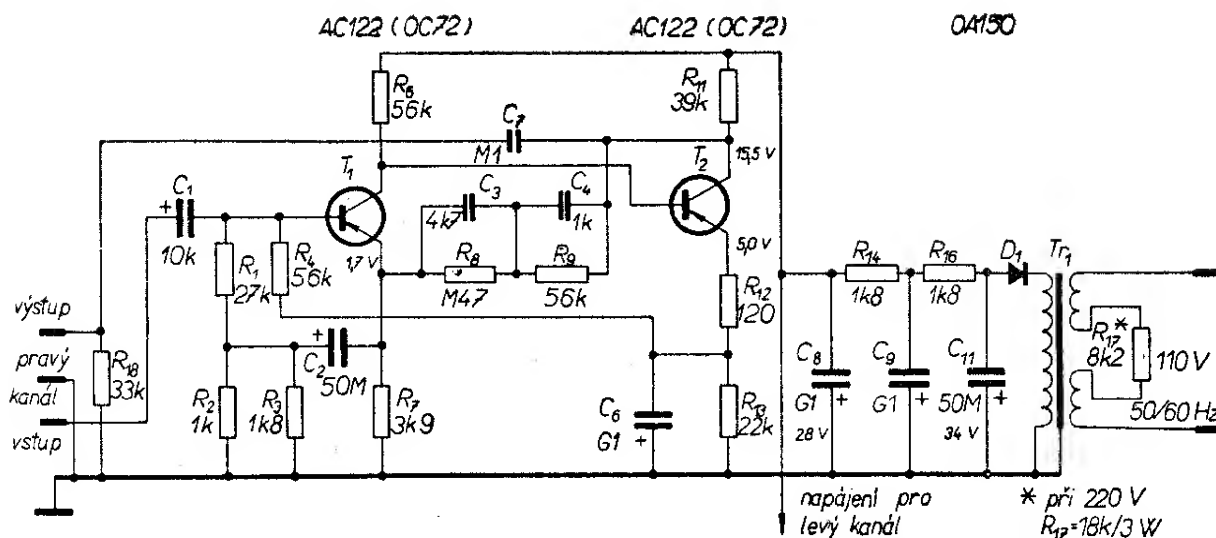 AC122 (OC72)
AC122 (OC72)
OA150
R6
56k
R11
39k
C7
M1
T1
T2
15,5 V
C1
+
10k
C3
4k7
C4
1k
R1
27k
R4
56k
1,7 V
R8
M47
R9
56k
5,0 V
R12
120
R14
1k8
R16
1k8
D1
Tr1
výstup
pravý
kanál
vstup
R18
33k
+
C2
50M
R2
1k
R3
1k8
R7
3k9
C6
G1 +
R13
22k
C8
G1 +
28 V
C9
G1 +
C11
50M +
34 V
R17*
8k2
110 V
50/60 Hz
napájení pro
levý kanál
* při 220 V
R17=18k/3 W